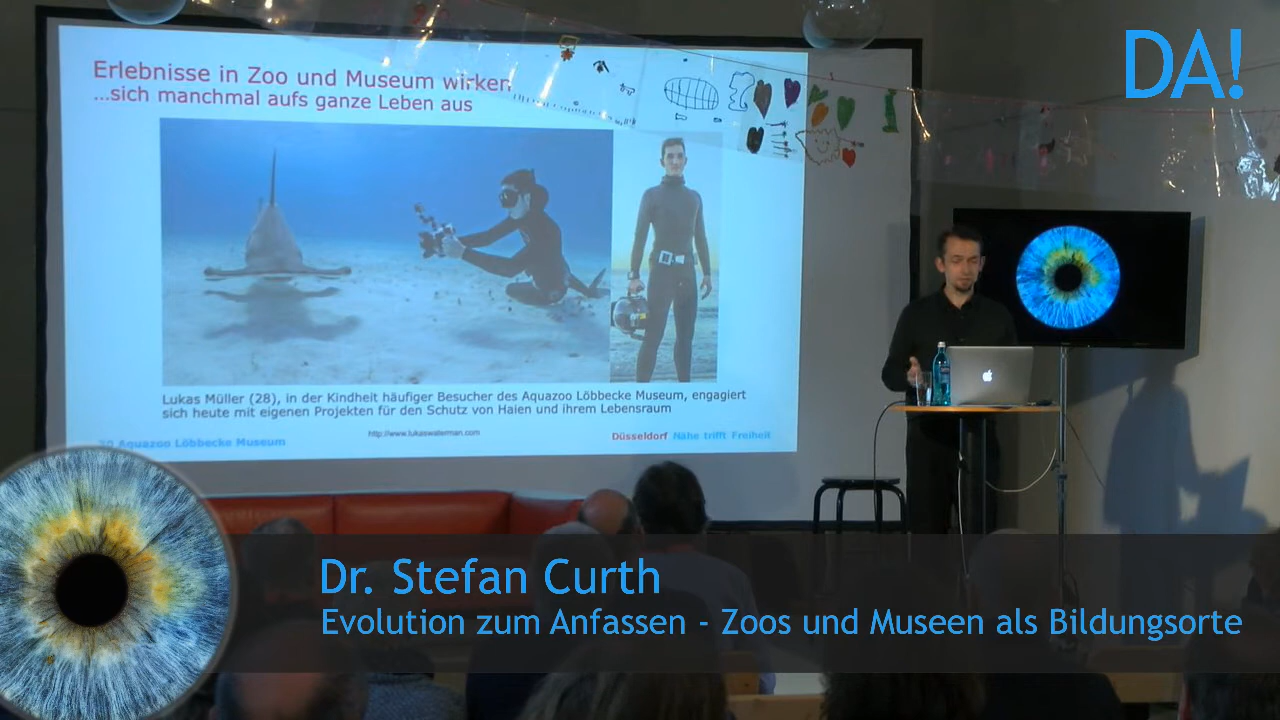 DA!
Erlebnisse in Zoo und Museum wirken
...sich manchmal aufs ganze Leben aus
Lukas Müller (28), in der Kindheit häufiger Besucher des Aquazoo Löbbecke Museum, engagiert
sich heute mit eigenen Projekten für den Schutz von Haien und ihrem Lebensraum
http://www.lukaswaterman.com
30 Aquazoo Löbbecke Museum
Düsseldorf Nähe trifft Freiheit
Dr. Stefan Curth
Evolution zum Anfassen - Zoos und Museen als Bildungsorte